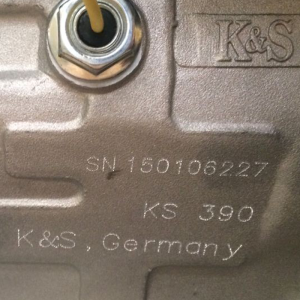 K&S
SN 150106227
KS 390
K&S, Germany